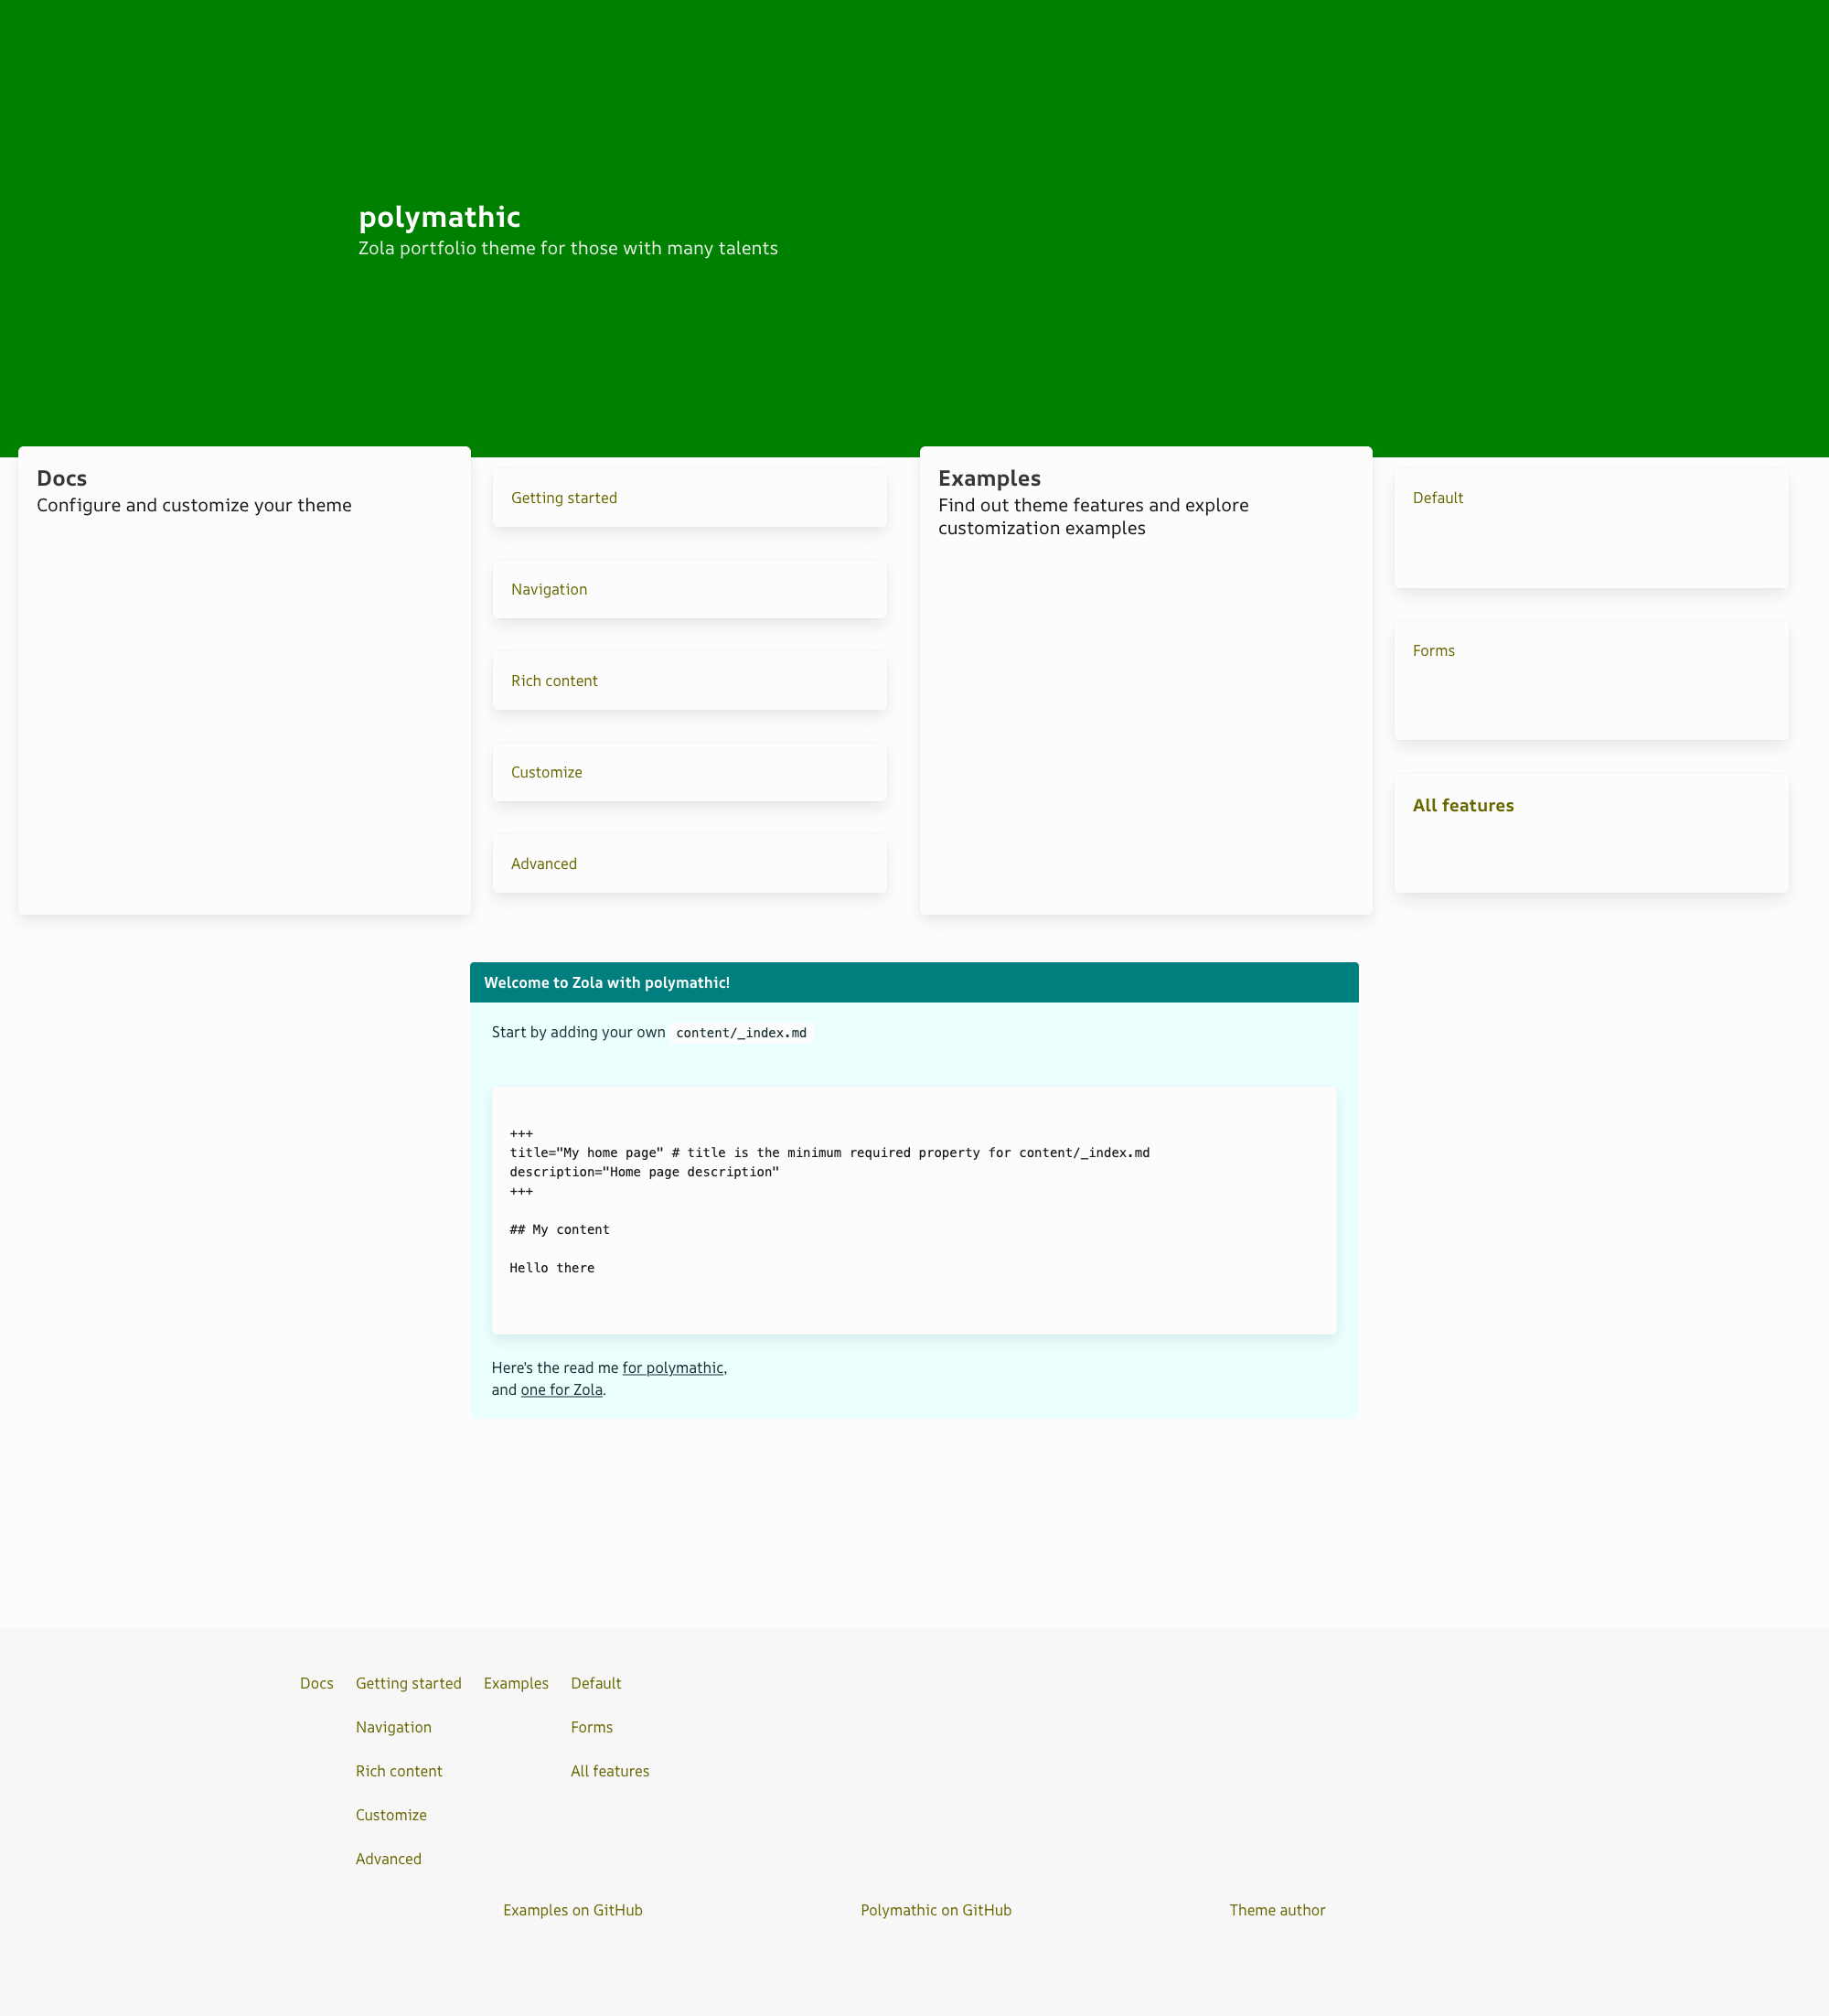 polymathic
Zola portfolio theme for those with many talents
Docs
Configure and customize your theme
Getting started
Navigation
Rich content
Customize
Advanced
Examples
Find out theme features and explore
customization examples
Default
Forms
All features
Welcome to Zola with polymathic!
Start by adding your own content/_index.md
+++
title="My home page" # title is the minimum required property for content/_index.md
description="Home page description"
+++
## My content
Hello there
Here's the read me for polymathic,
and one for Zola.
Docs
Getting started
Navigation
Rich content
Customize
Advanced
Examples
Default
Forms
All features
Examples on GitHub
Polymathic on GitHub
Theme author